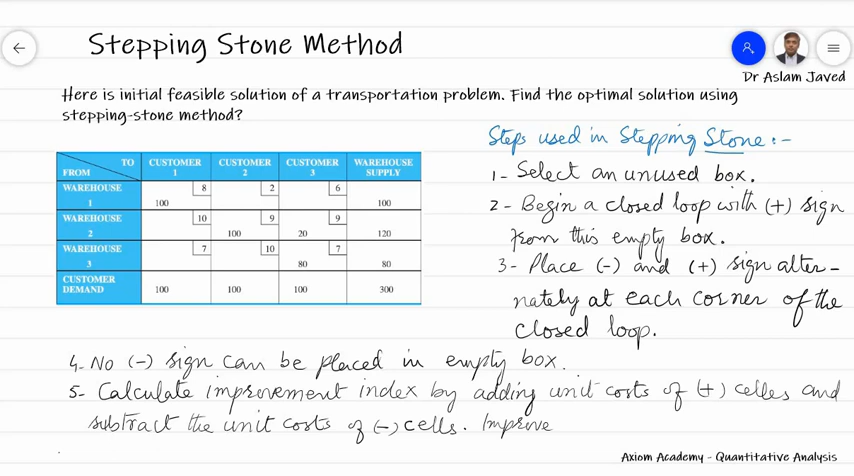 Stepping Stone Method
Dr Aslam Javed
Here is initial feasible solution of a transportation problem. Find the optimal solution using
stepping-stone method?
TO
FROM
CUSTOMER 1
CUSTOMER 2
CUSTOMER 3
WAREHOUSE SUPPLY
WAREHOUSE 1
8 100
2
6
100
WAREHOUSE 2
10
9 100
9 20
120
WAREHOUSE 3
7
10
7 80
80
CUSTOMER DEMAND
100
100
100
300
Steps used in Stepping Stone :-
1- Select an unused box.
2- Begin a closed loop with (+) sign
from this empty box.
3- Place (-) and (+) sign alter-
nately at each corner of the
closed loop.
4- No (-) sign can be placed in empty box.
5- Calculate improvement index by adding unit costs of (+) celles and
subtract the unit costs of (-) cells. Improve
Axiom Academy - Quantitative Analysis